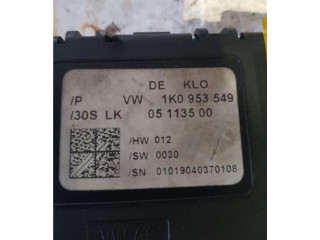 DE KLO
/P VW 1K0 953 549
/30S LK 05 1135 00
/HW 012
/SW 0030
/SN 01019040370108